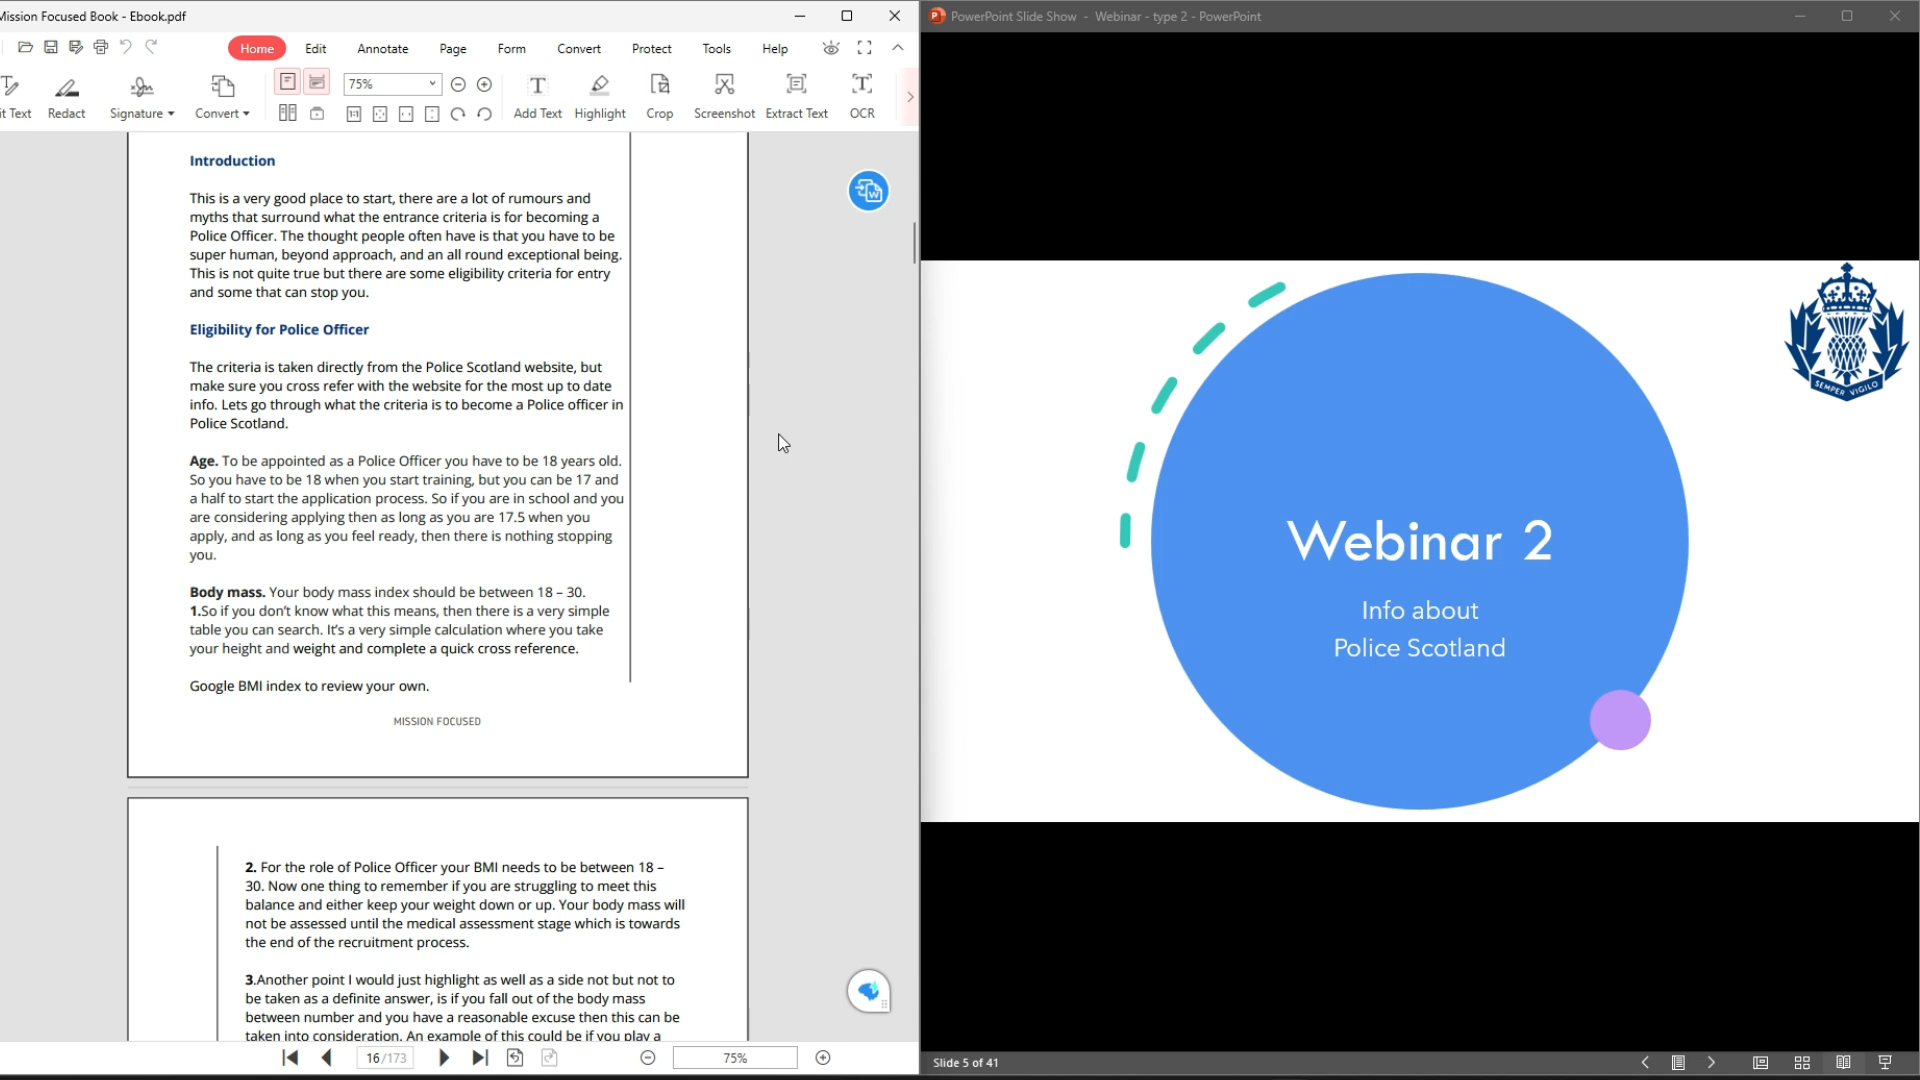 Mission Focused Book - Ebook.pdf
Home Edit Annotate Page Form Convert Protect Tools Help
75%
it Text Redact Signature Convert Add Text Highlight Crop Screenshot Extract Text OCR
Introduction
This is a very good place to start, there are a lot of rumours and
myths that surround what the entrance criteria is for becoming a
Police Officer. The thought people often have is that you have to be
super human, beyond approach, and an all round exceptional being.
This is not quite true but there are some eligibility criteria for entry
and some that can stop you.
Eligibility for Police Officer
The criteria is taken directly from the Police Scotland website, but
make sure you cross refer with the website for the most up to date
info. Lets go through what the criteria is to become a Police officer in
Police Scotland.
Age. To be appointed as a Police Officer you have to be 18 years old.
So you have to be 18 when you start training, but you can be 17 and
a half to start the application process. So if you are in school and you
are considering applying then as long as you are 17.5 when you
apply, and as long as you feel ready, then there is nothing stopping
you.
Body mass. Your body mass index should be between 18 – 30.
1.So if you don't know what this means, then there is a very simple
table you can search. It's a very simple calculation where you take
your height and weight and complete a quick cross reference.
Google BMI index to review your own.
MISSION FOCUSED
2. For the role of Police Officer your BMI needs to be between 18 –
30. Now one thing to remember if you are struggling to meet this
balance and either keep your weight down or up. Your body mass will
not be assessed until the medical assessment stage which is towards
the end of the recruitment process.
3.Another point I would just highlight as well as a side not but not to
be taken as a definite answer, is if you fall out of the body mass
between number and you have a reasonable excuse then this can be
taken into consideration. An example of this could be if you play a
16/173
75%
PowerPoint Slide Show - Webinar - type 2 - PowerPoint
SEMPER VIGILO
Webinar 2
Info about
Police Scotland
Slide 5 of 41